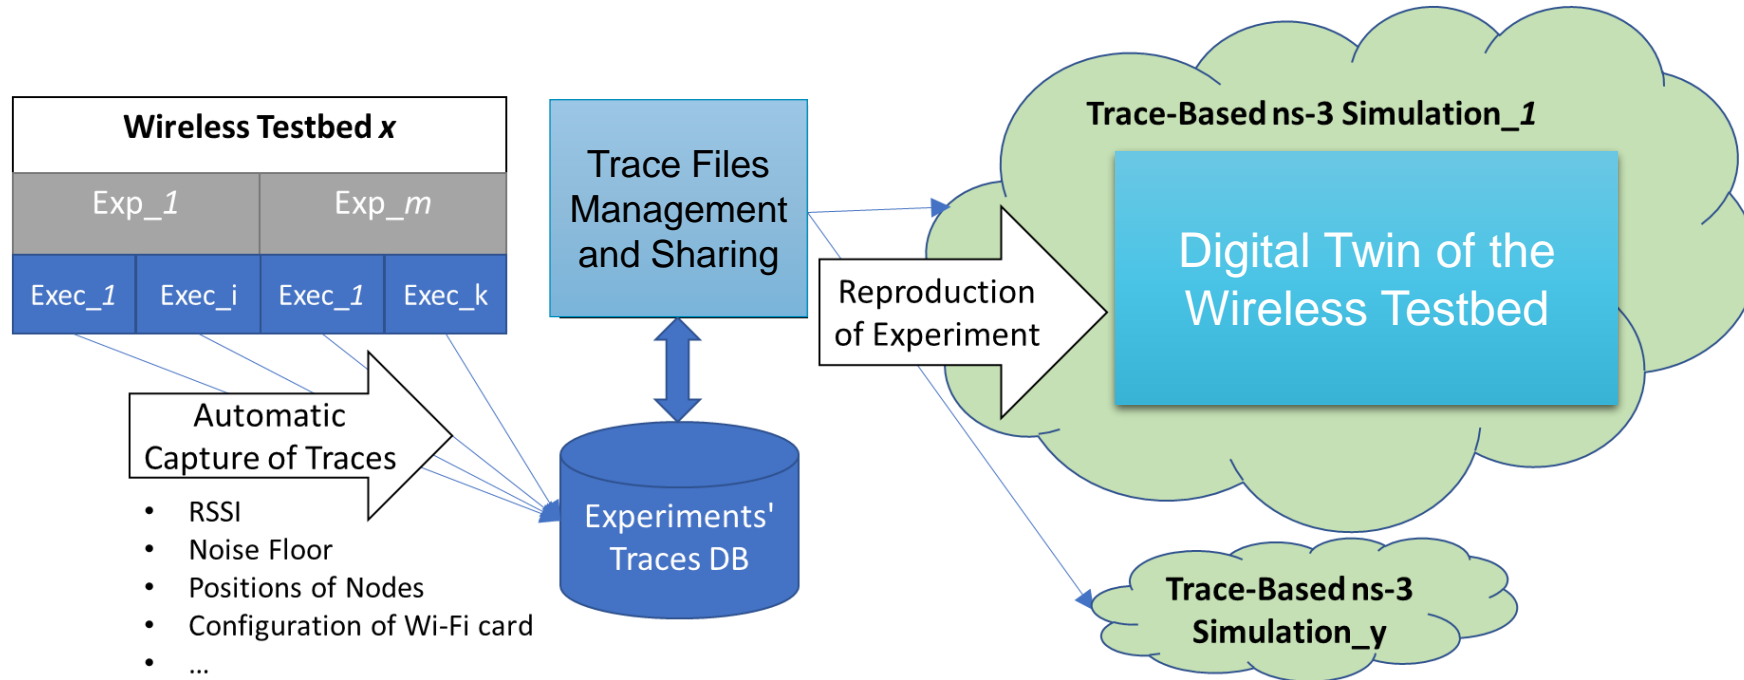 Wireless Testbed x
Exp_1
Exp_m
Exec_1
Exec_i
Exec_1
Exec_k
Automatic
Capture of Traces
• RSSI
• Noise Floor
• Positions of Nodes
• Configuration of Wi-Fi card
• ...
Trace Files
Management
and Sharing
Experiments'
Traces DB
Reproduction
of Experiment
Trace-Based ns-3 Simulation_1
Digital Twin of the
Wireless Testbed
Trace-Based ns-3
Simulation_y